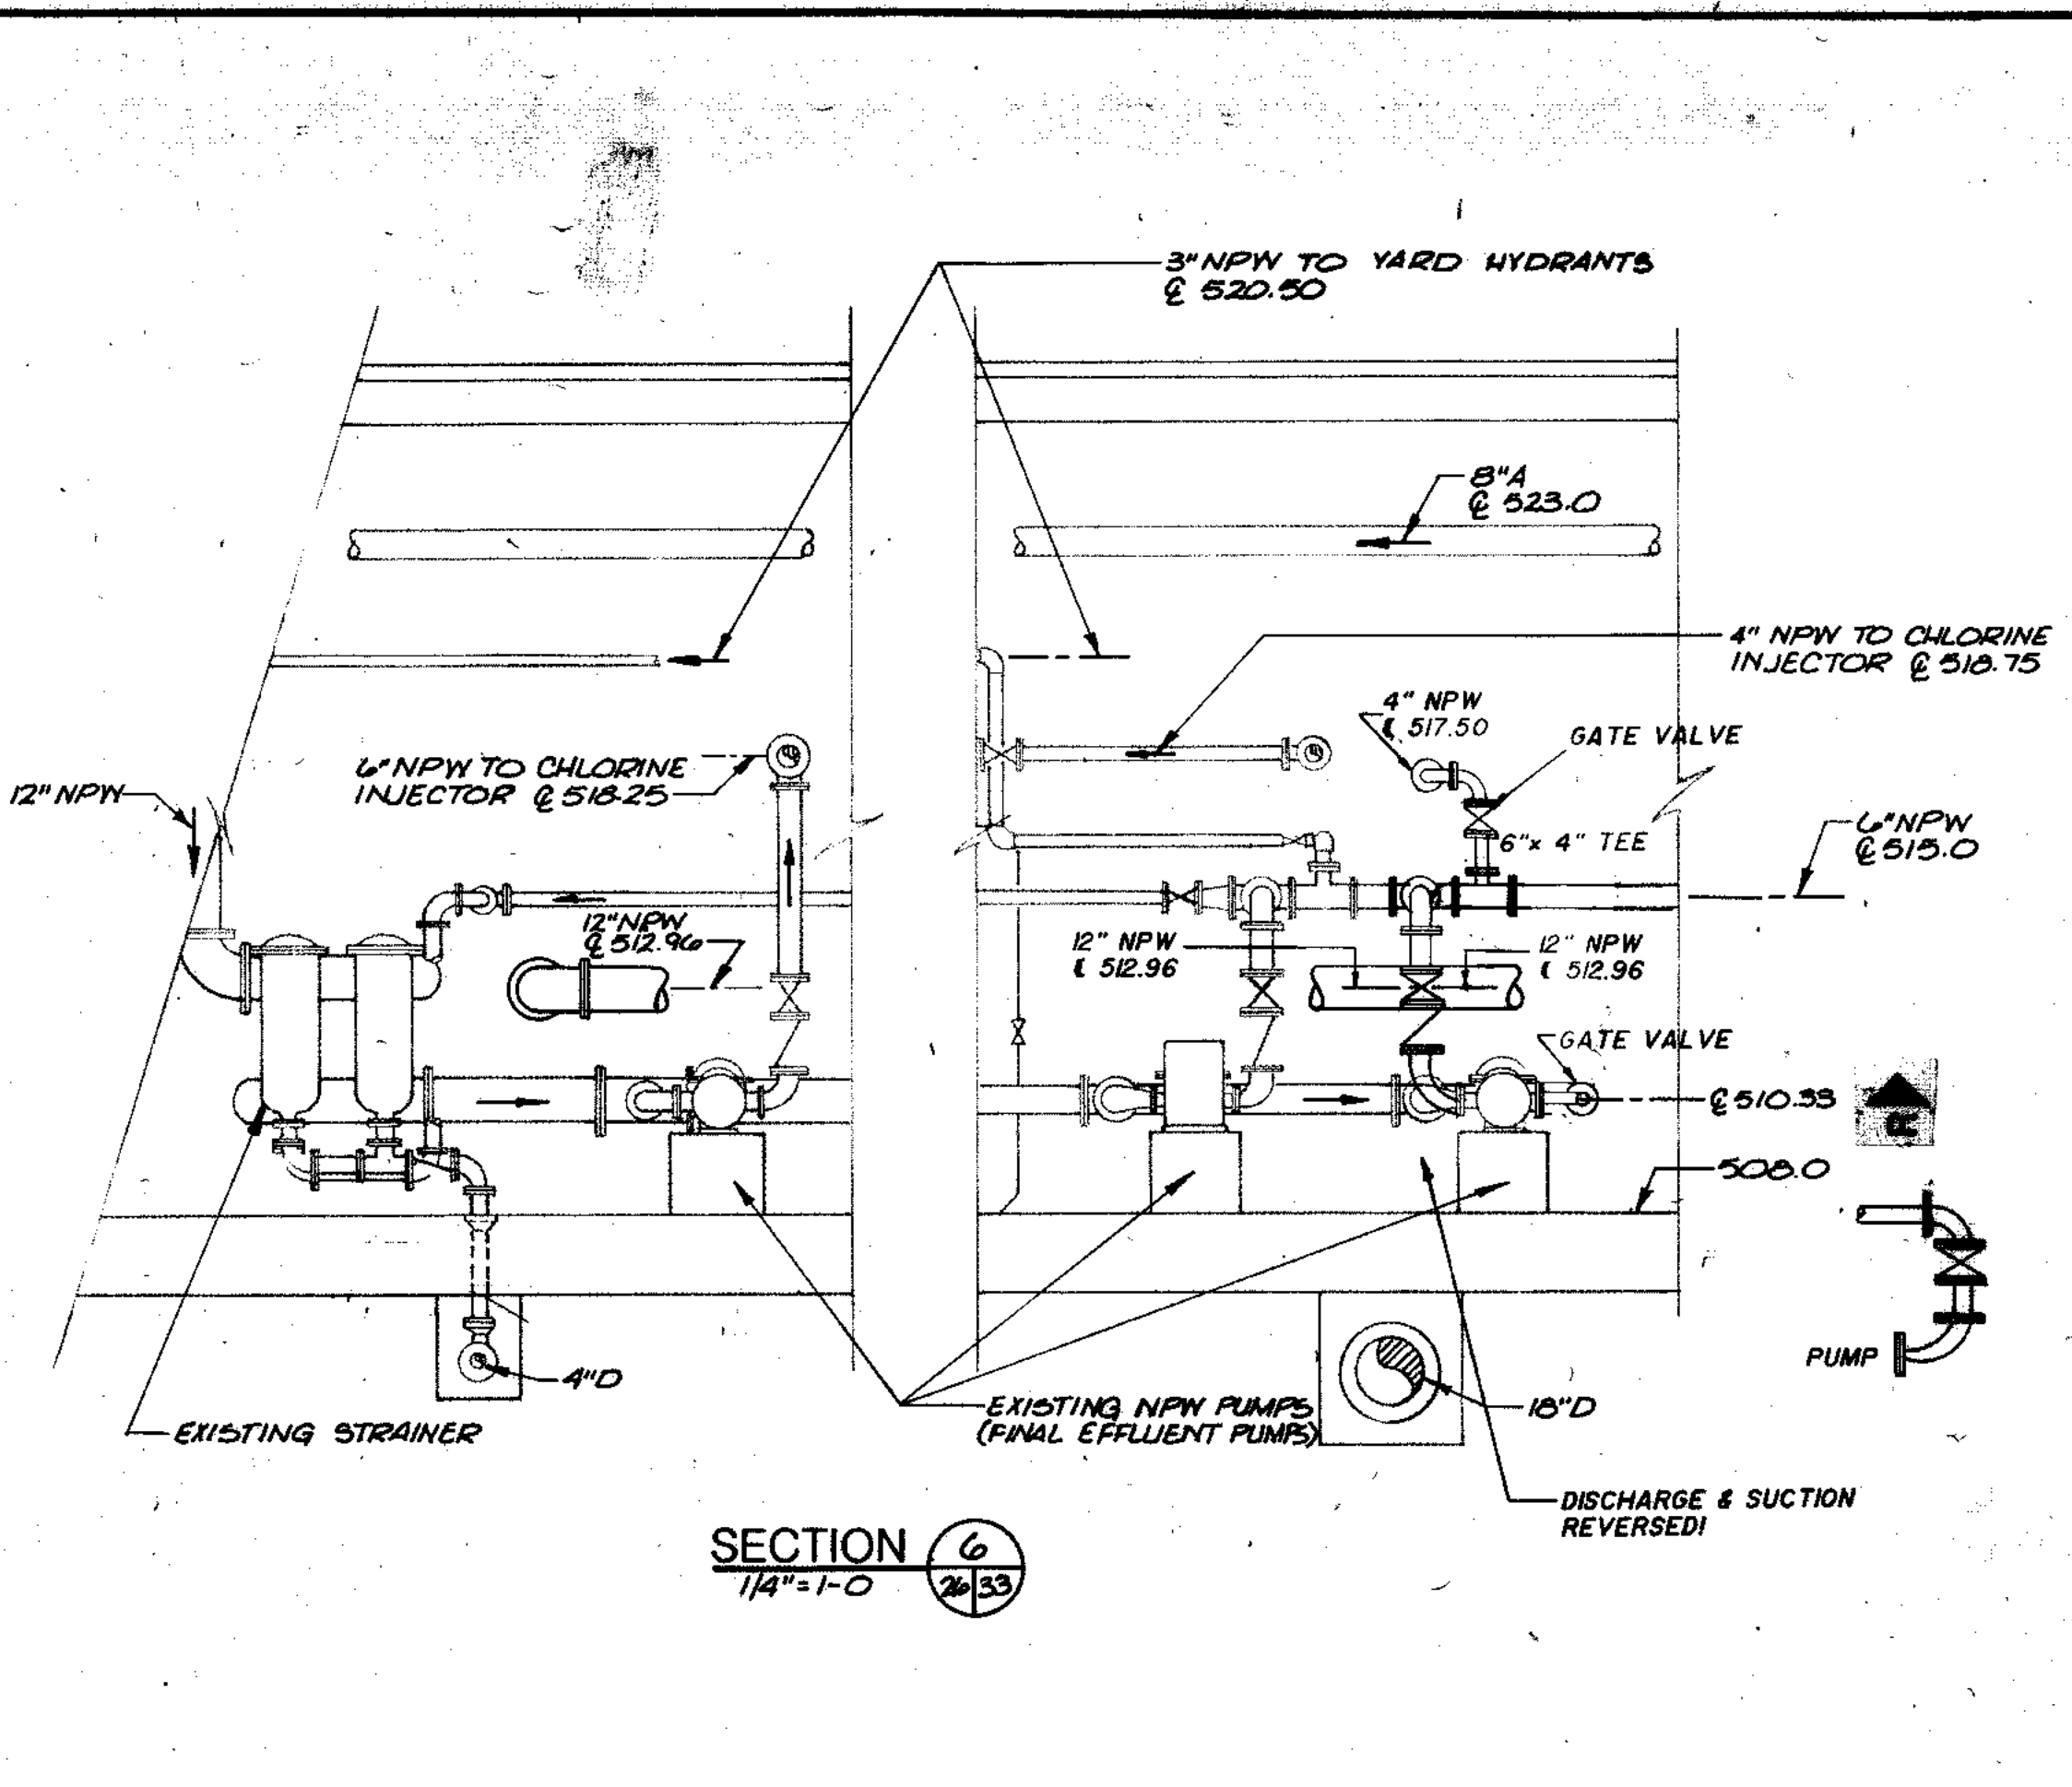 3" NPW TO YARD HYDRANTS
℄ 520.50
8"A
℄ 523.0
4" NPW TO CHLORINE
INJECTOR ℄ 518.75
4" NPW
℄ 517.50
GATE VALVE
6" NPW TO CHLORINE
INJECTOR ℄ 518.25
12" NPW
6"x 4" TEE
6" NPW
℄ 515.0
12" NPW
℄ 512.96
12" NPW
℄ 512.96
12" NPW
℄ 512.96
GATE VALVE
℄ 510.33
R
508.0
PUMP
4"D
EXISTING NPW PUMPS
(FINAL EFFLUENT PUMPS)
18"D
EXISTING STRAINER
DISCHARGE & SUCTION
REVERSED!
SECTION 6
1/4" = 1-0 26 33